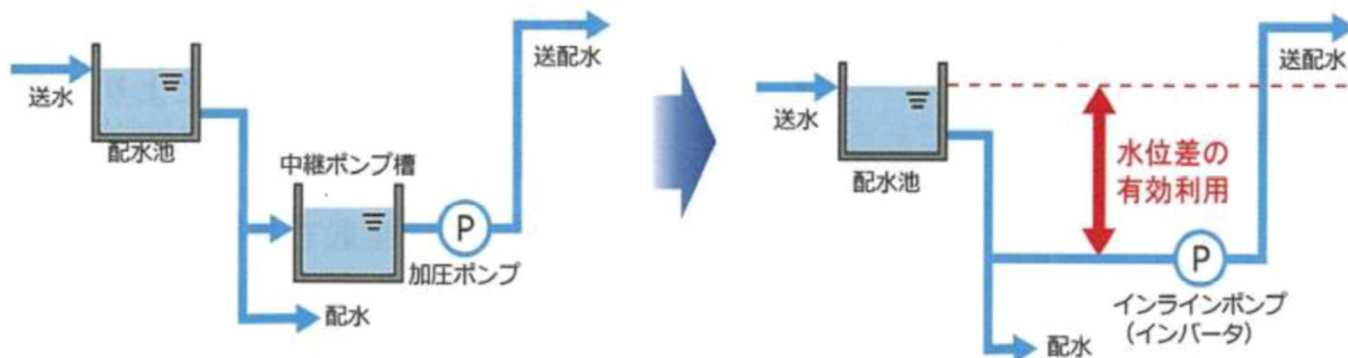 送水
配水池
中継ポンプ槽
P
加圧ポンプ
配水
送配水
送水
配水池
水位差の
有効利用
送配水
P
インラインポンプ
(インバータ)
配水